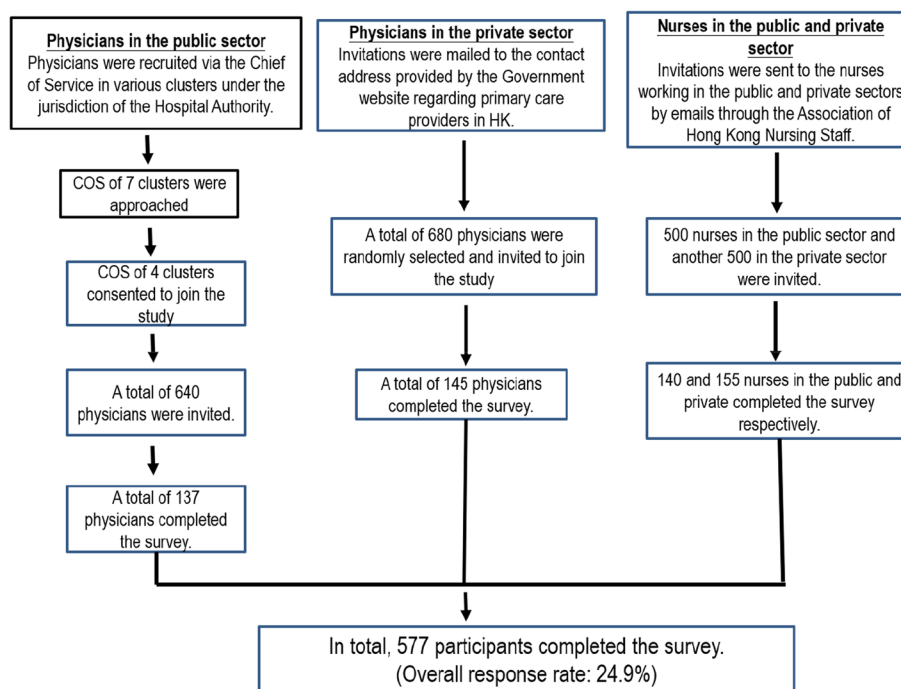 Physicians in the public sector
Physicians were recruited via the Chief
of Service in various clusters under the
jurisdiction of the Hospital Authority.
COS of 7 clusters were
approached
COS of 4 clusters
consented to join the
study
A total of 640
physicians were invited.
A total of 137
physicians completed
the survey.
Physicians in the private sector
Invitations were mailed to the contact
address provided by the Government
website regarding primary care
providers in HK.
A total of 680 physicians were
randomly selected and invited to join
the study
A total of 145 physicians
completed the survey.
Nurses in the public and private
sector
Invitations were sent to the nurses
working in the public and private sectors
by emails through the Association of
Hong Kong Nursing Staff.
500 nurses in the public sector and
another 500 in the private sector
were invited.
140 and 155 nurses in the public and
private completed the survey
respectively.
In total, 577 participants completed the survey.
(Overall response rate: 24.9%)